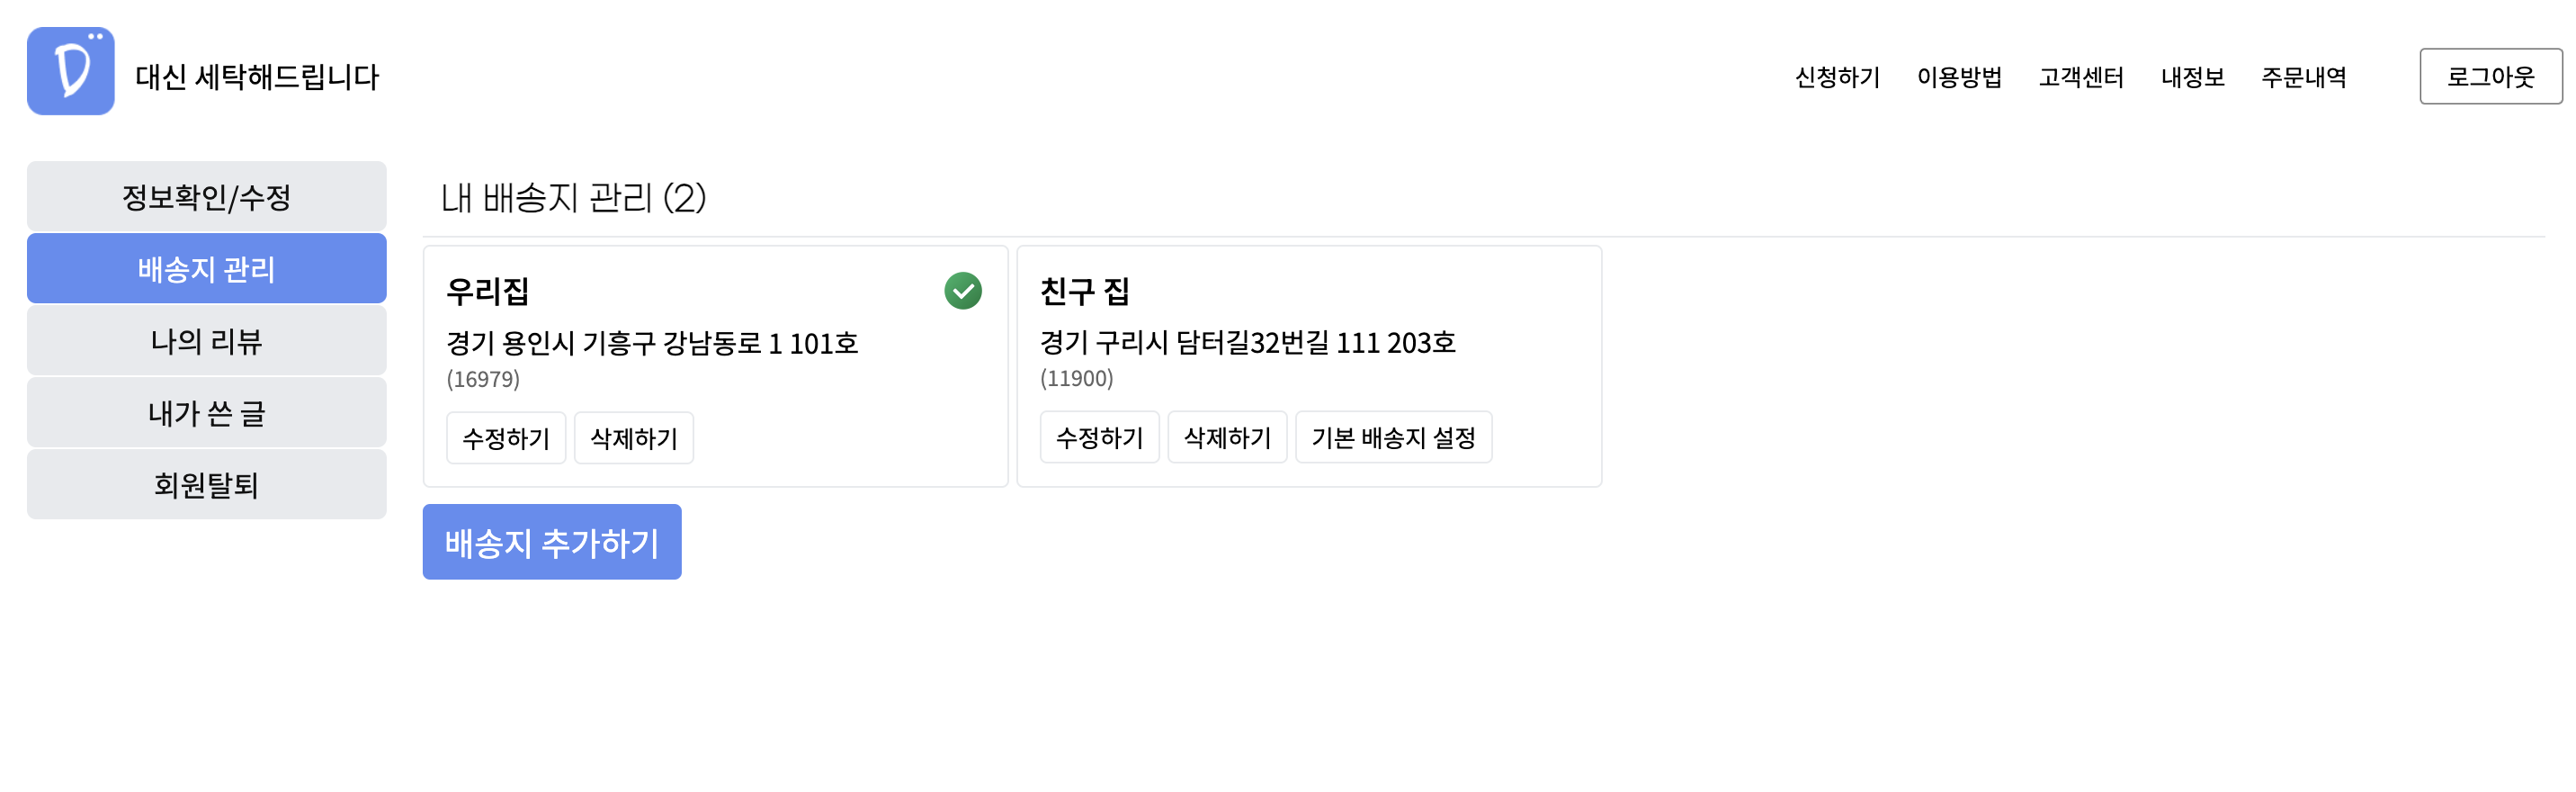 D
대신 세탁해드립니다
신청하기 이용방법 고객센터 내정보 주문내역 로그아웃
정보확인/수정
배송지 관리
나의 리뷰
내가 쓴 글
회원탈퇴
내 배송지 관리 (2)
우리집
경기 용인시 기흥구 강남동로 1 101호
(16979)
수정하기 삭제하기
친구 집
경기 구리시 담터길32번길 111 203호
(11900)
수정하기 삭제하기 기본 배송지 설정
배송지 추가하기